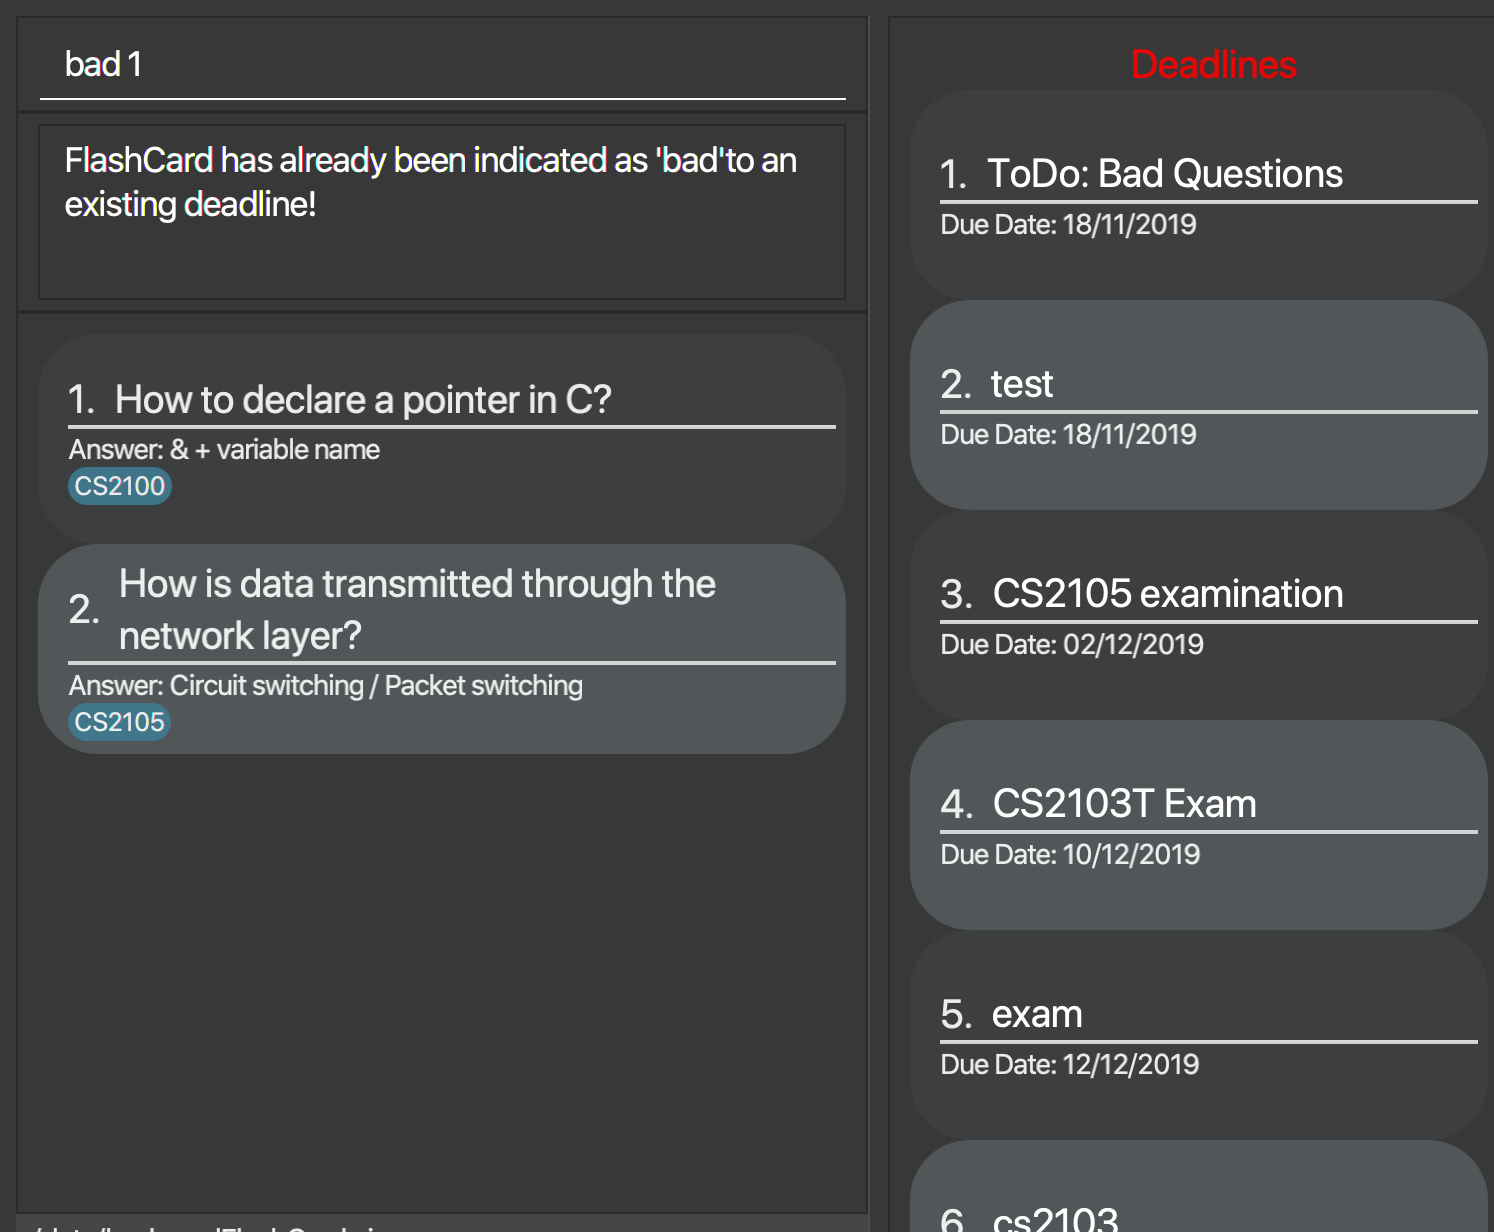 bad 1
FlashCard has already been indicated as 'bad'to an
existing deadline!
1. How to declare a pointer in C?
Answer: & + variable name
CS2100
2. How is data transmitted through the
network layer?
Answer: Circuit switching / Packet switching
CS2105
Deadlines
1. ToDo: Bad Questions
Due Date: 18/11/2019
2. test
Due Date: 18/11/2019
3. CS2105 examination
Due Date: 02/12/2019
4. CS2103T Exam
Due Date: 10/12/2019
5. exam
Due Date: 12/12/2019
6. cs2103